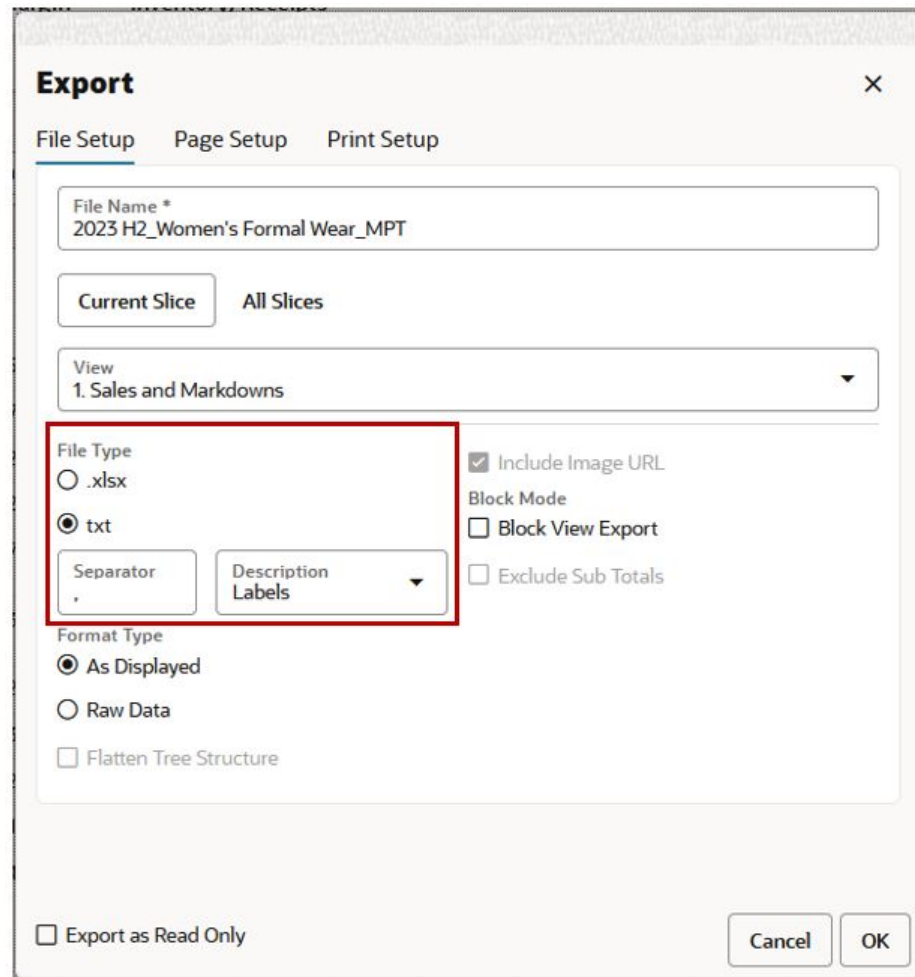 Export
File Setup Page Setup Print Setup
File Name *
2023 H2_Women's Formal Wear_MPT
Current Slice All Slices
View
1. Sales and Markdowns
File Type
.xlsx
txt
Separator
,
Description
Labels
Include Image URL
Block Mode
Block View Export
Exclude Sub Totals
Format Type
As Displayed
Raw Data
Flatten Tree Structure
Export as Read Only
Cancel OK